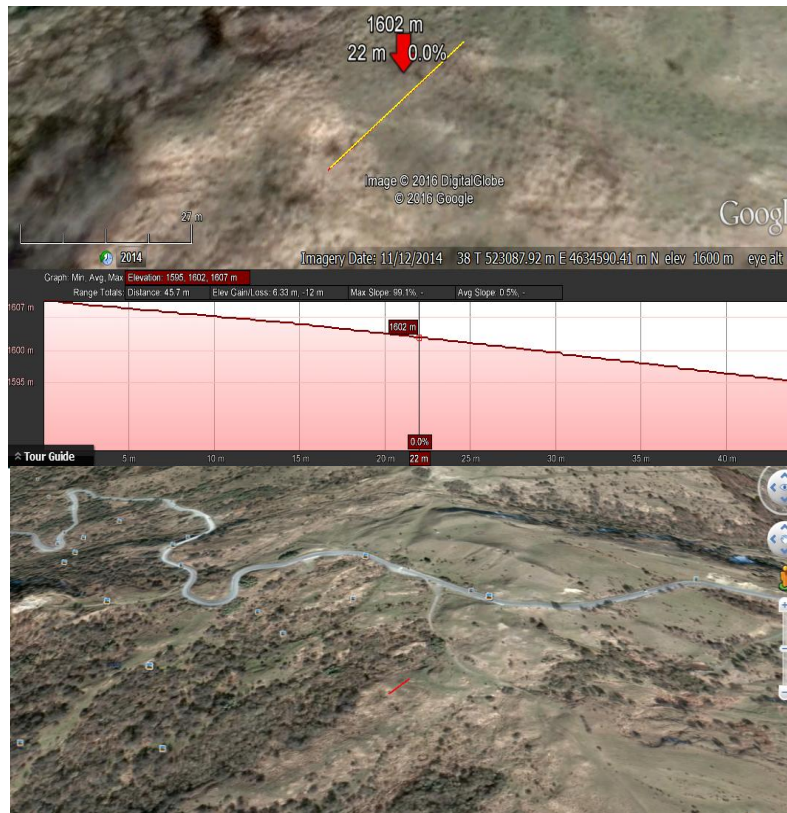 1602 m
22 m 0.0%
Image © 2016 DigitalGlobe
© 2016 Google
Googl
27 m
2014
Imagery Date: 11/12/2014 38 T 523087.92 m E 4634590.41 m N elev 1600 m eye alt
Graph: Min, Avg, Max Elevation: 1595, 1602, 1607 m
Range Totals: Distance: 45.7 m Elev Gain/Loss: 6.33 m, -12 m Max Slope: 99.1%, - Avg Slope: 0.5%, -
1607 m
1602 m
1600 m
1595 m
0.0%
Tour Guide
5 m 10 m 15 m 20 m 22 m 25 m 30 m 35 m 40 m